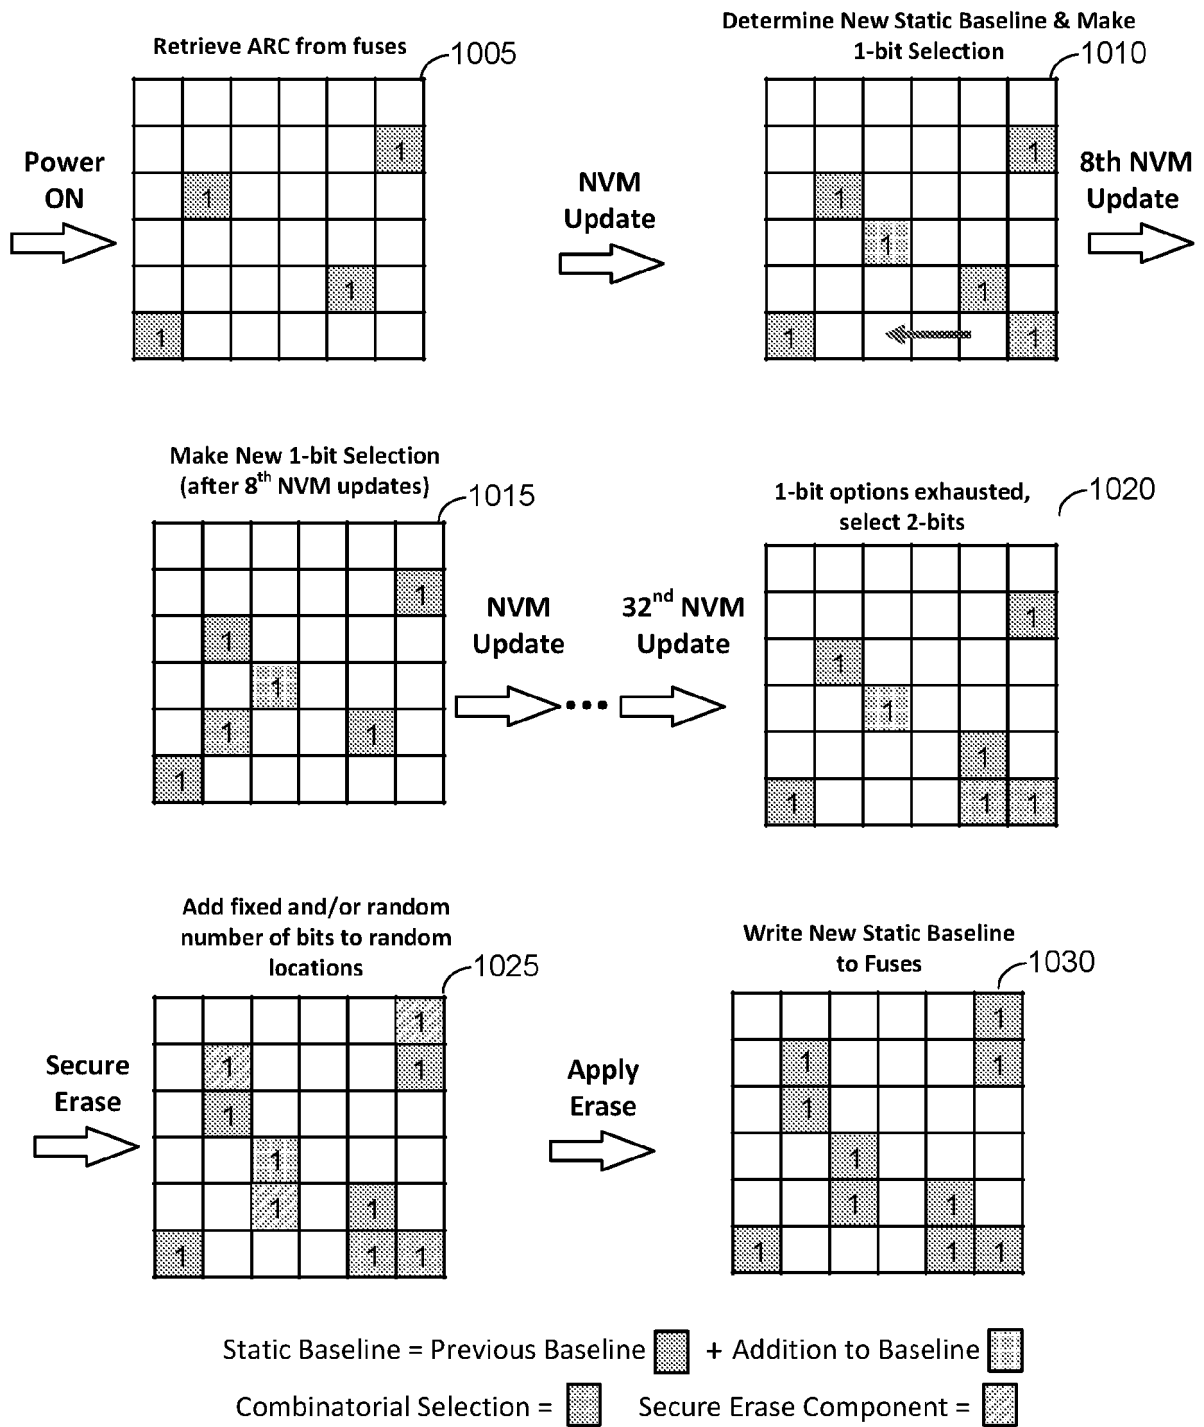 Retrieve ARC from fuses
1005
Determine New Static Baseline & Make
1-bit Selection
1010
Power
ON
1
1
1
1
NVM
Update
1
1
1
1
1
1
8th NVM
Update
Make New 1-bit Selection
(after 8th NVM updates)
1015
1
1
1
1
1
1
NVM
Update
•••
32nd NVM
Update
1-bit options exhausted,
select 2-bits
1020
1
1
1
1
1
1
1
Add fixed and/or random
number of bits to random
locations
1025
Secure
Erase
1
1
1
1
1
1
1
1
1
1
Apply
Erase
Write New Static Baseline
to Fuses
1030
1
1
1
1
1
1
1
1
1
1
Static Baseline = Previous Baseline + Addition to Baseline
Combinatorial Selection = Secure Erase Component =